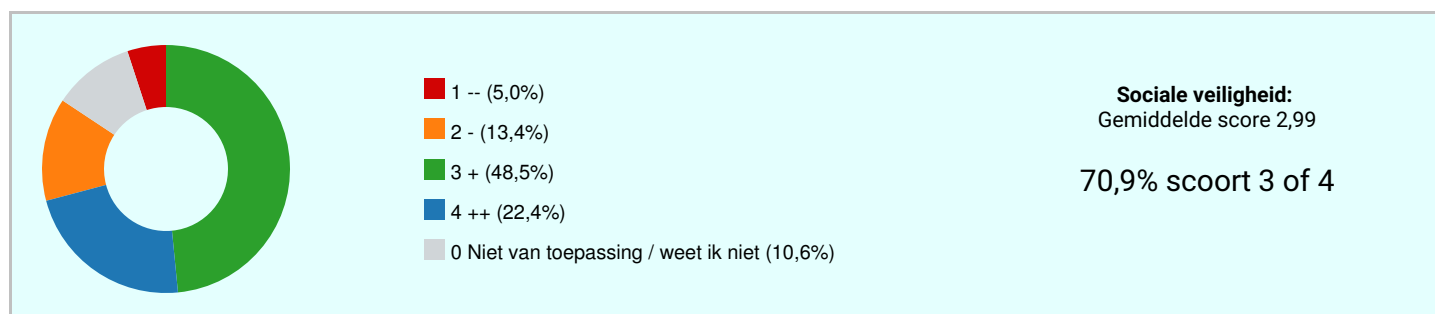 1 -- (5,0%)
2 - (13,4%)
3 + (48,5%)
4 ++ (22,4%)
0 Niet van toepassing / weet ik niet (10,6%)
Sociale veiligheid:
Gemiddelde score 2,99
70,9% scoort 3 of 4